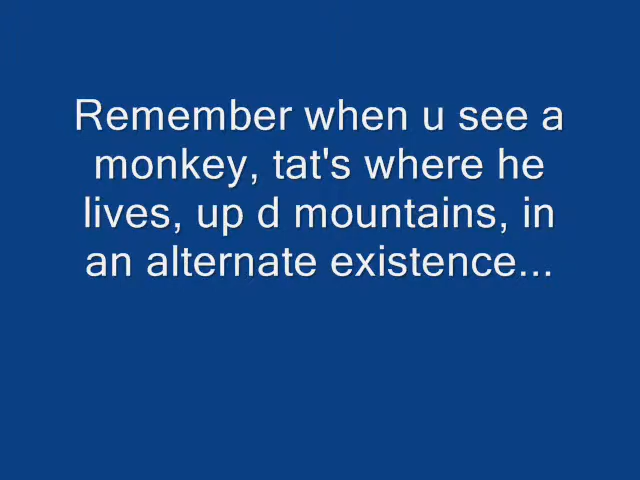 Remember when u see a
monkey, tat's where he
lives, up d mountains, in
an alternate existence...